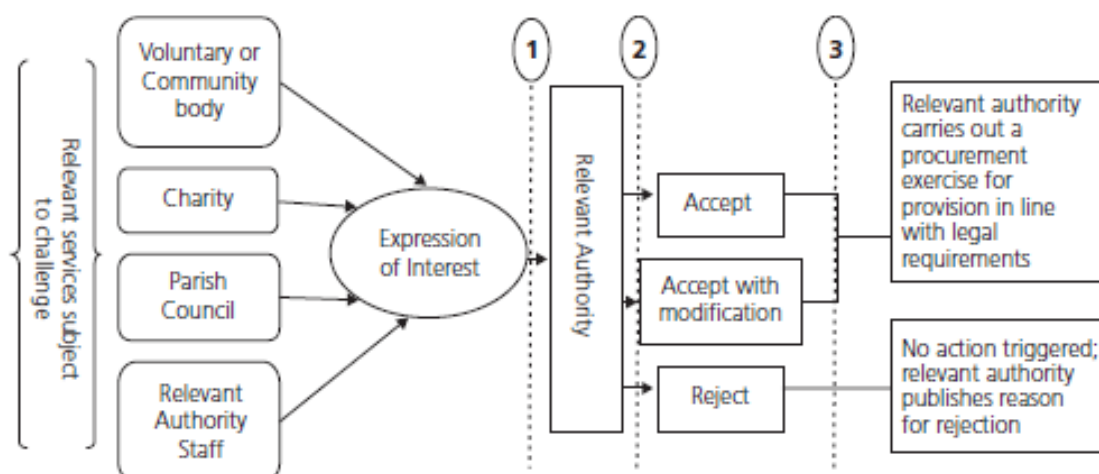 Relevant services subject
to challenge
Voluntary or
Community
body
Charity
Parish
Council
Relevant
Authority
Staff
Expression
of Interest
1
2
3
Relevant Authority
Accept
Accept with
modification
Reject
Relevant authority
carries out a
procurement
exercise for
provision in line
with legal
requirements
No action triggered;
relevant authority
publishes reason
for rejection